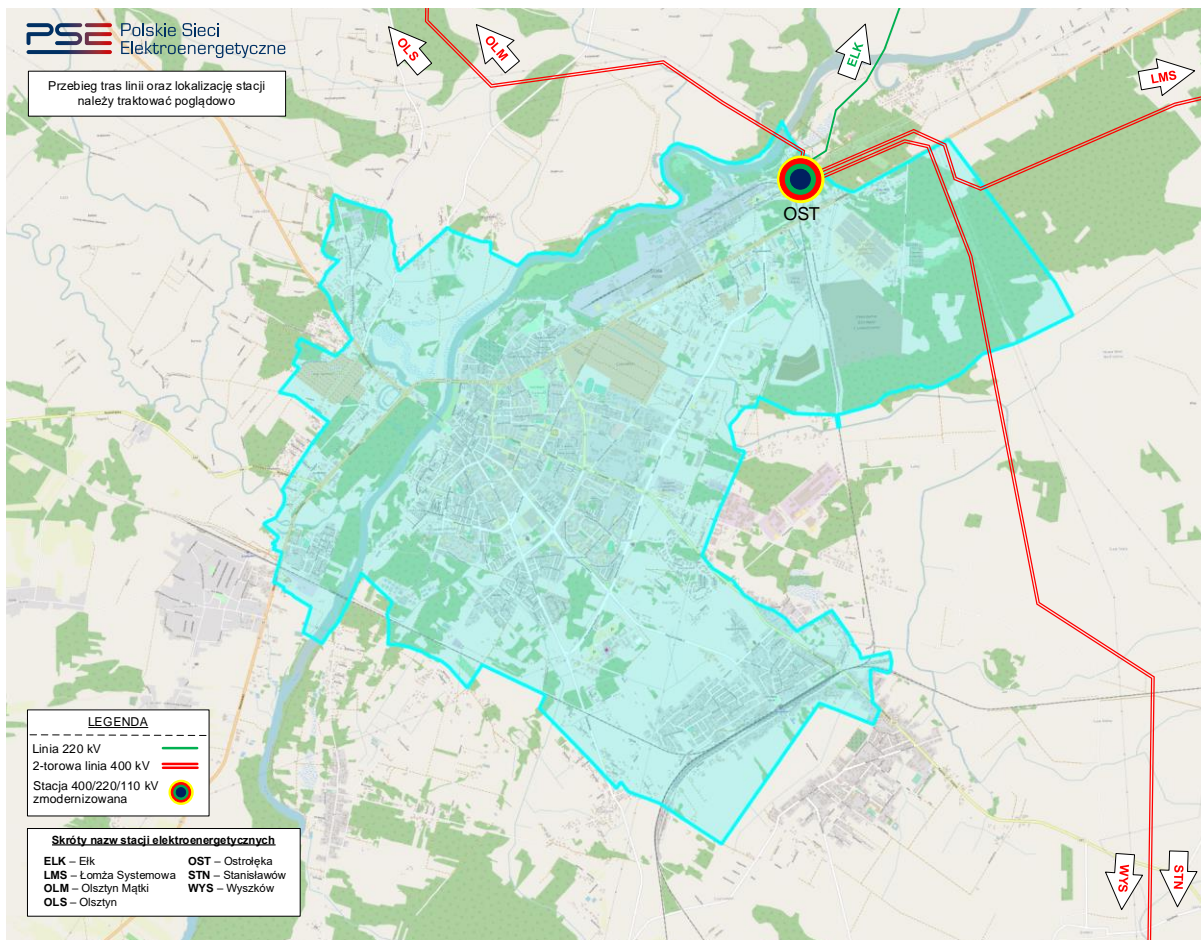 PSE Polskie Sieci
Elektroenergetyczne
Przebieg tras linii oraz lokalizację stacji
należy traktować poglądowo
OLS
OLM
ELK
LMS
OST
WYS
STN
LEGENDA
Linia 220 kV
2-torowa linia 400 kV
Stacja 400/220/110 kV
zmodernizowana
Skróty nazw stacji elektroenergetycznych
ELK – Ełk
LMS – Łomża Systemowa
OLM – Olsztyn Mątki
OLS – Olsztyn
OST – Ostrołęka
STN – Stanisławów
WYS – Wyszków